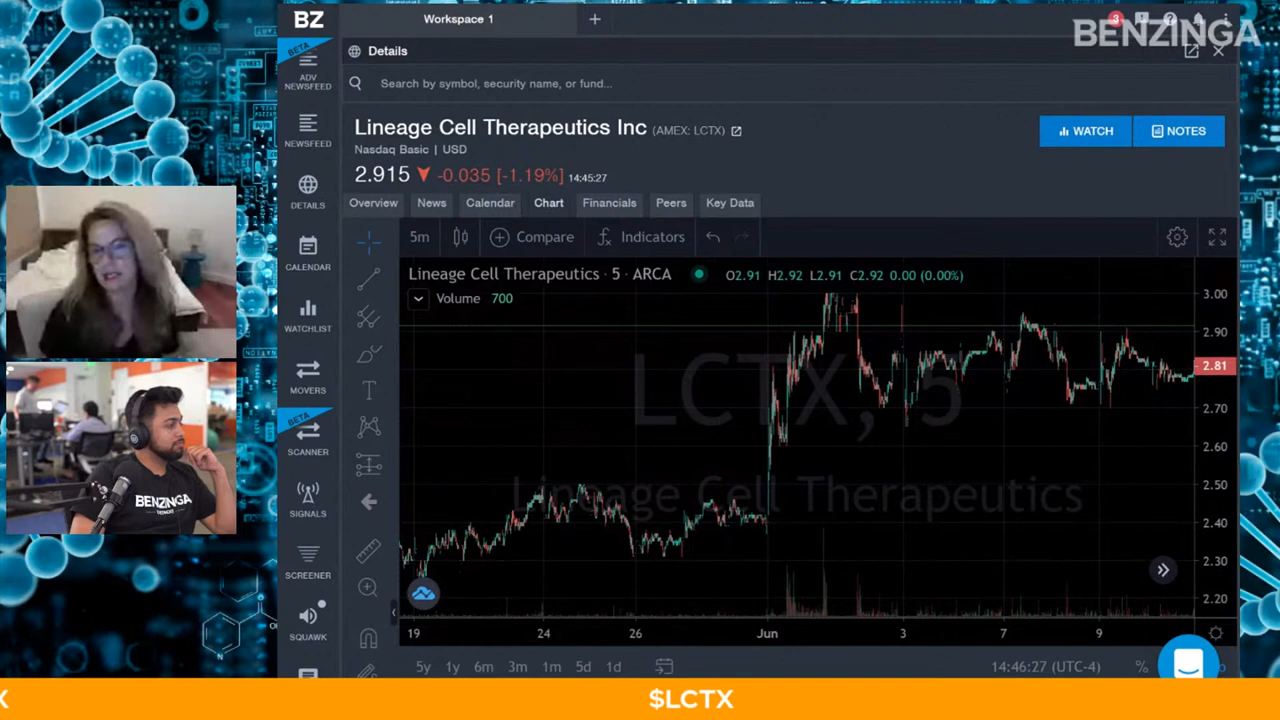 BZ
Workspace 1
+
3
BENZINGA
BETA
ADV
NEWSFEED
NEWSFEED
DETAILS
CALENDAR
WATCHLIST
MOVERS
BETA
SCANNER
SIGNALS
SCREENER
SQUAWK
Details
Search by symbol, security name, or fund...
Lineage Cell Therapeutics Inc (AMEX: LCTX)
WATCH
NOTES
Nasdaq Basic | USD
2.915 -0.035 [-1.19%] 14:45:27
Overview News Calendar Chart Financials Peers Key Data
5m Compare Indicators
Lineage Cell Therapeutics · 5 · ARCA O2.91 H2.92 L2.91 C2.92 0.00 (0.00%)
Volume 700
LCTX, 5
Lineage Cell Therapeutics
3.00
2.90
2.81
2.70
2.60
2.50
2.40
2.30
2.20
19 24 26 Jun 3 7 9
5y 1y 6m 3m 1m 5d 1d 14:46:27 (UTC-4) %
BENZINGA
X
$LCTX